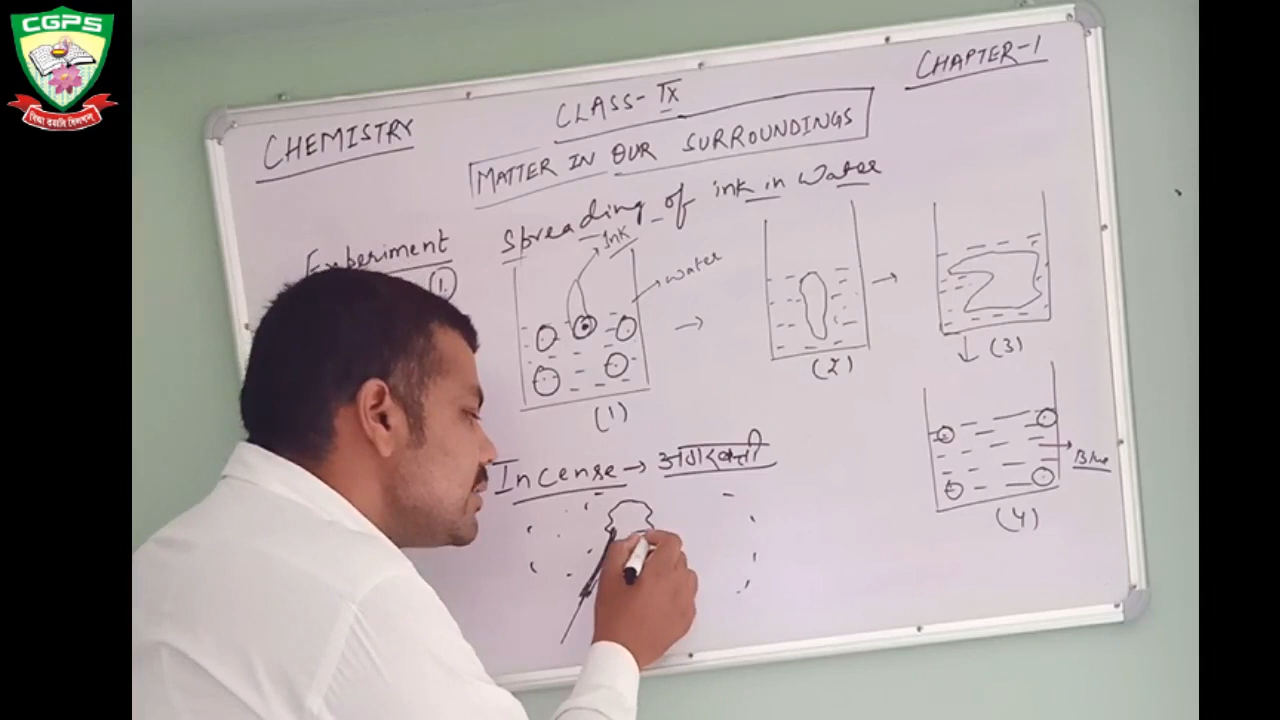 CGPS
CHAPTER-1
CLASS-IX
CHEMISTRY
MATTER IN OUR SURROUNDINGS
Experiment
1.
Spreading of ink in Water
Ink
water
(1)
(2)
(3)
Blue
(4)
Incense → अगरबत्ती